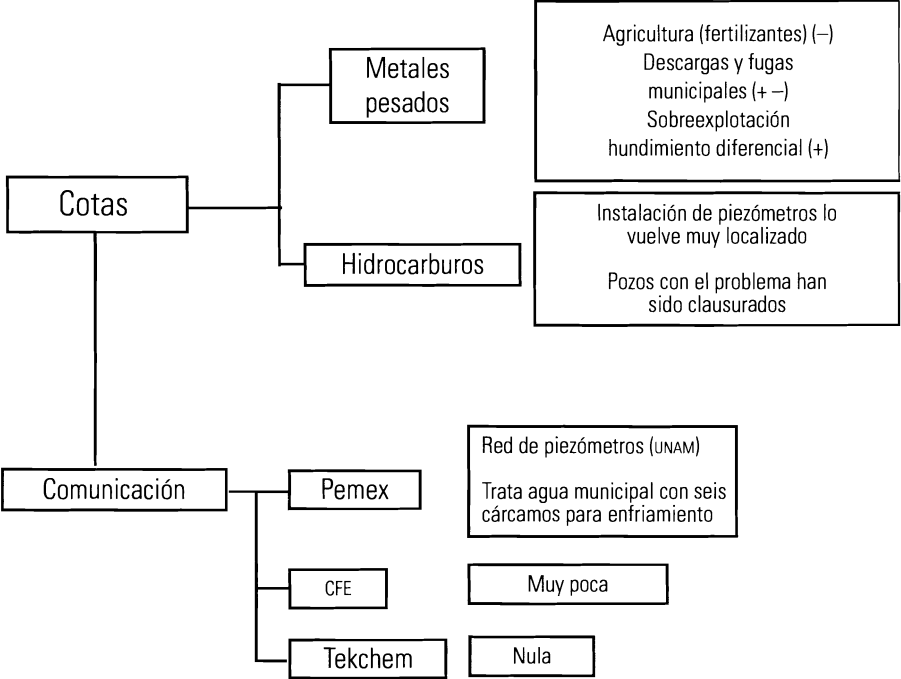 Metales
pesados
Agricultura (fertilizantes) (–)
Descargas y fugas
municipales (+ –)
Sobreexplotación
hundimiento diferencial (+)
Cotas
Hidrocarburos
Instalación de piezómetros lo
vuelve muy localizado
Pozos con el problema han
sido clausurados
Comunicación
Pemex
Red de piezómetros (UNAM)
Trata agua municipal con seis
cárcamos para enfriamiento
CFE
Muy poca
Tekchem
Nula